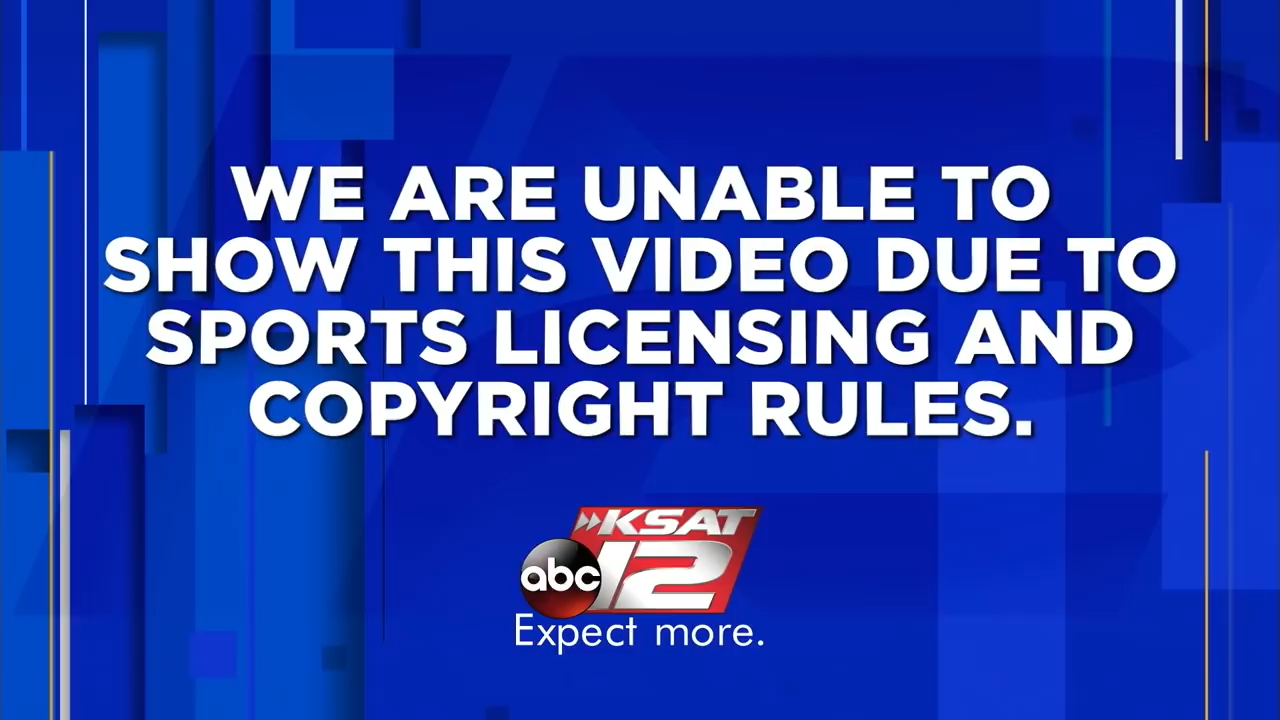 WE ARE UNABLE TO
SHOW THIS VIDEO DUE TO
SPORTS LICENSING AND
COPYRIGHT RULES.
KSAT
abc 12
Expect more.